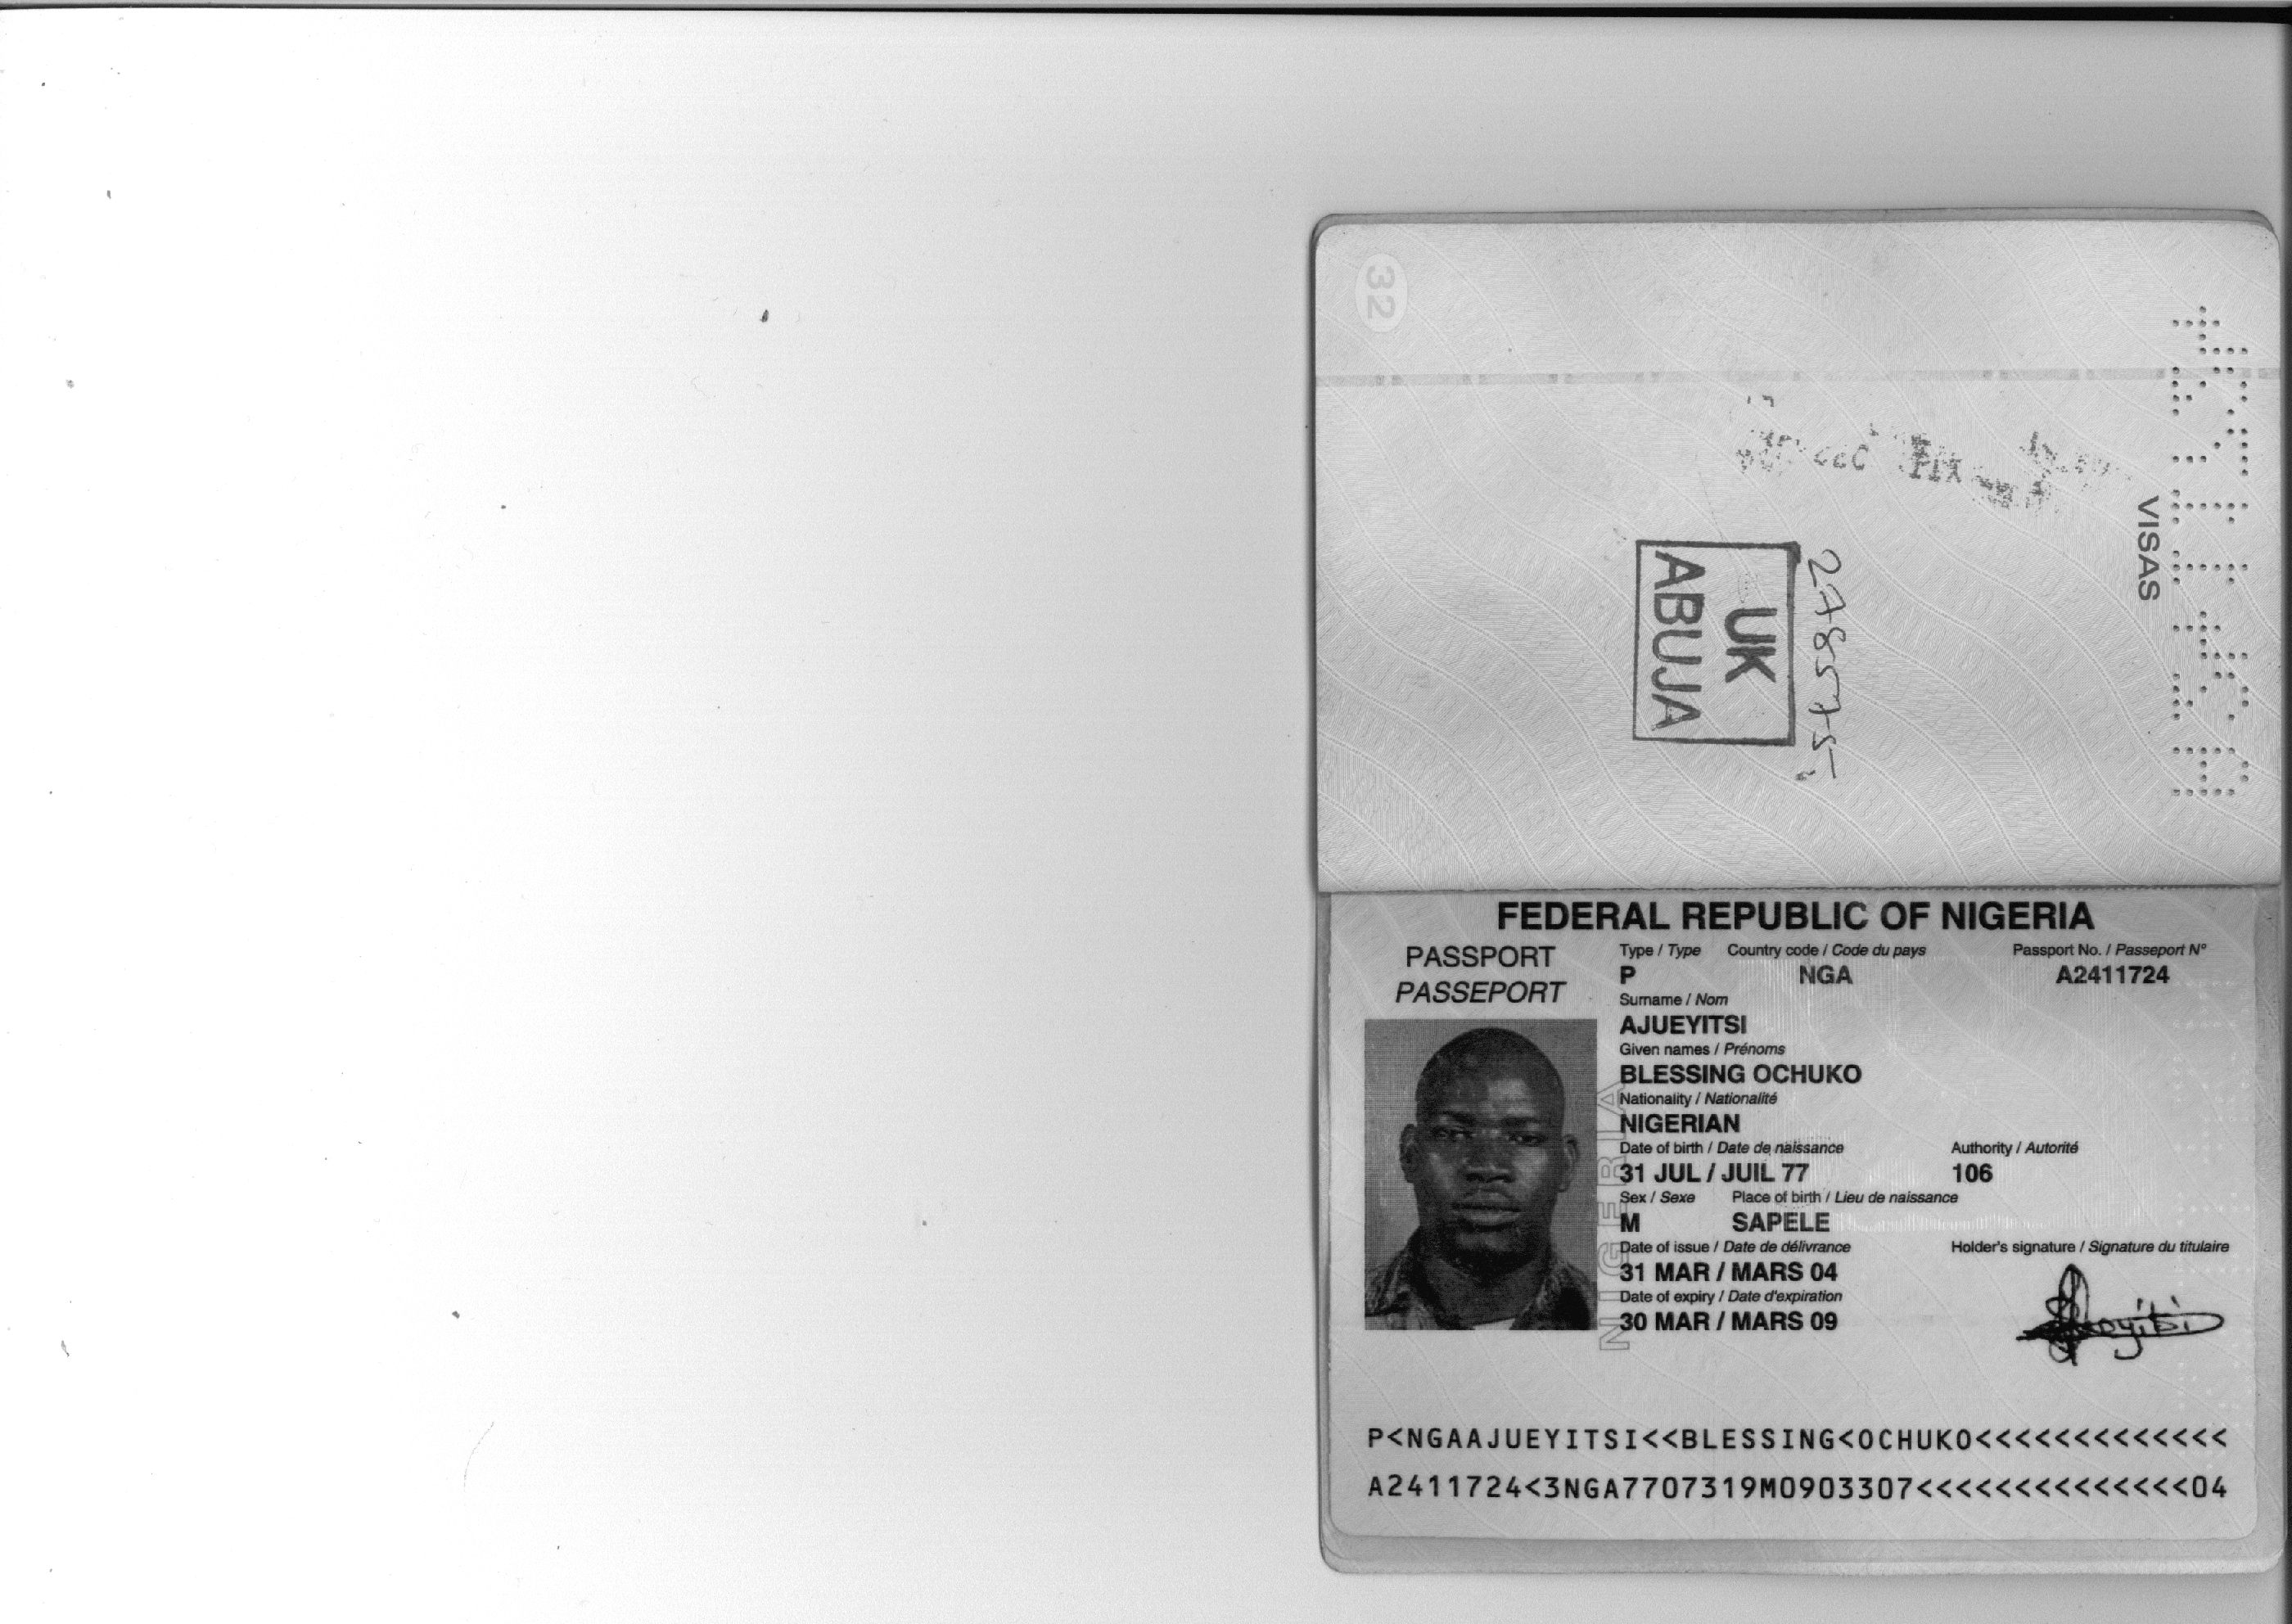 32
VISAS
UK
ABUJA
FEDERAL REPUBLIC OF NIGERIA
PASSPORT
PASSEPORT
Type / Type Country code / Code du pays Passport No. / Passeport N°
P NGA A2411724
Surname / Nom
AJUEYITSI
Given names / Prénoms
BLESSING OCHUKO
Nationality / Nationalité
NIGERIAN
Date of birth / Date de naissance Authority / Autorité
31 JUL / JUIL 77 106
Sex / Sexe Place of birth / Lieu de naissance
M SAPELE
Date of issue / Date de délivrance Holder's signature / Signature du titulaire
31 MAR / MARS 04
Date of expiry / Date d'expiration
30 MAR / MARS 09
NIGERIA
P<NGAAJUEYITSI<<BLESSING<OCHUKO<<<<<<<<<<<<<
A2411724<3NGA7707319M0903307<<<<<<<<<<<<<<04